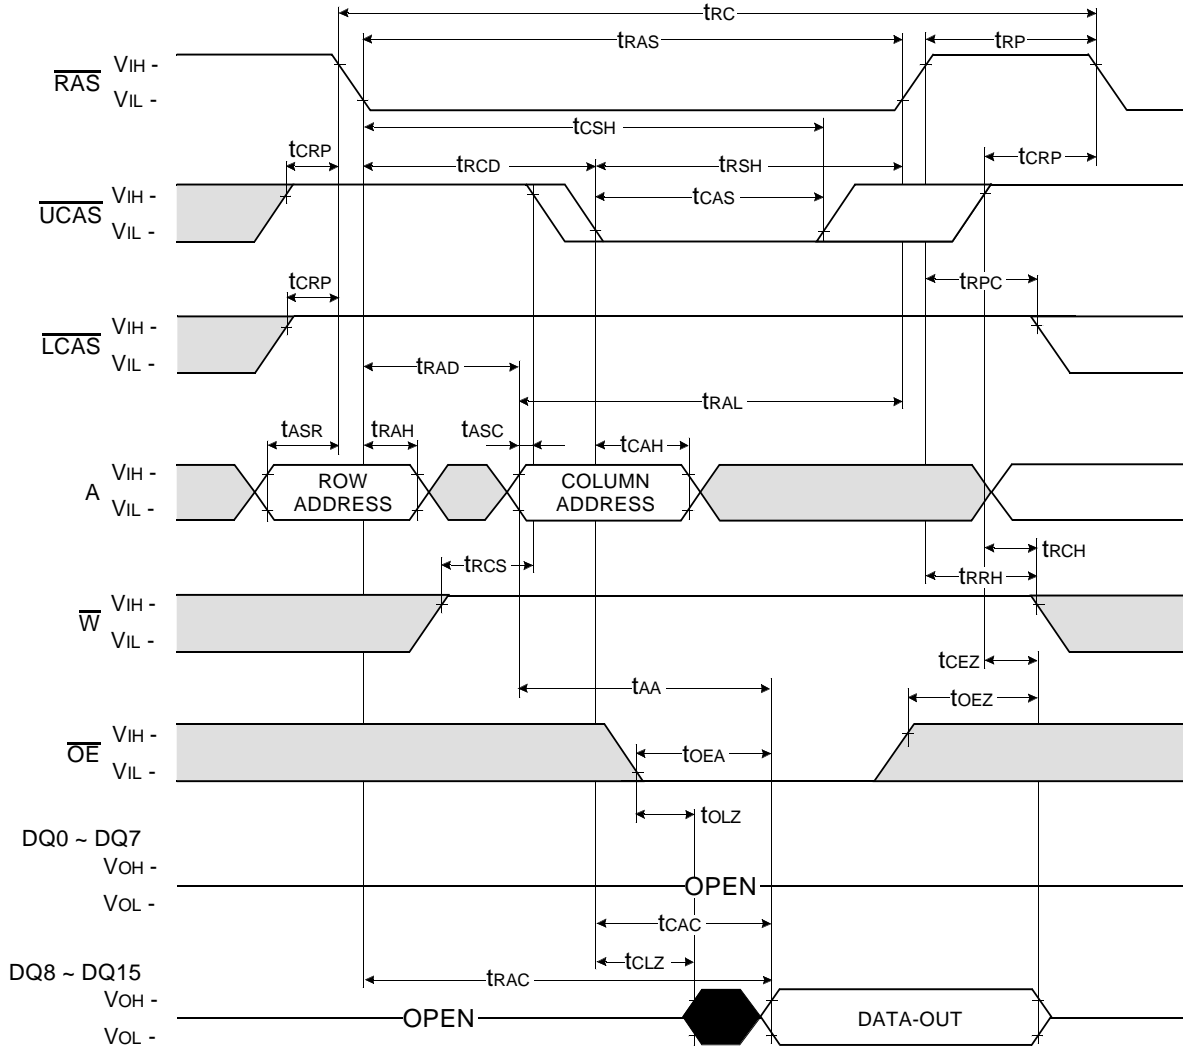 tRC
tRAS
tRP
RAS
VIH -
VIL -
tCSH
tCRP
tRCD
tRSH
tCRP
UCAS
VIH -
VIL -
tCAS
tCRP
tRPC
LCAS
VIH -
VIL -
tRAD
tRAL
tASR
tRAH
tASC
tCAH
A
VIH -
VIL -
ROW
ADDRESS
COLUMN
ADDRESS
tRCS
tRCH
tRRH
W
VIH -
VIL -
tCEZ
tAA
tOEZ
OE
VIH -
VIL -
tOEA
tOLZ
DQ0 ~ DQ7
VOH -
VOL -
OPEN
tCAC
tCLZ
DQ8 ~ DQ15
tRAC
VOH -
VOL -
OPEN
DATA-OUT